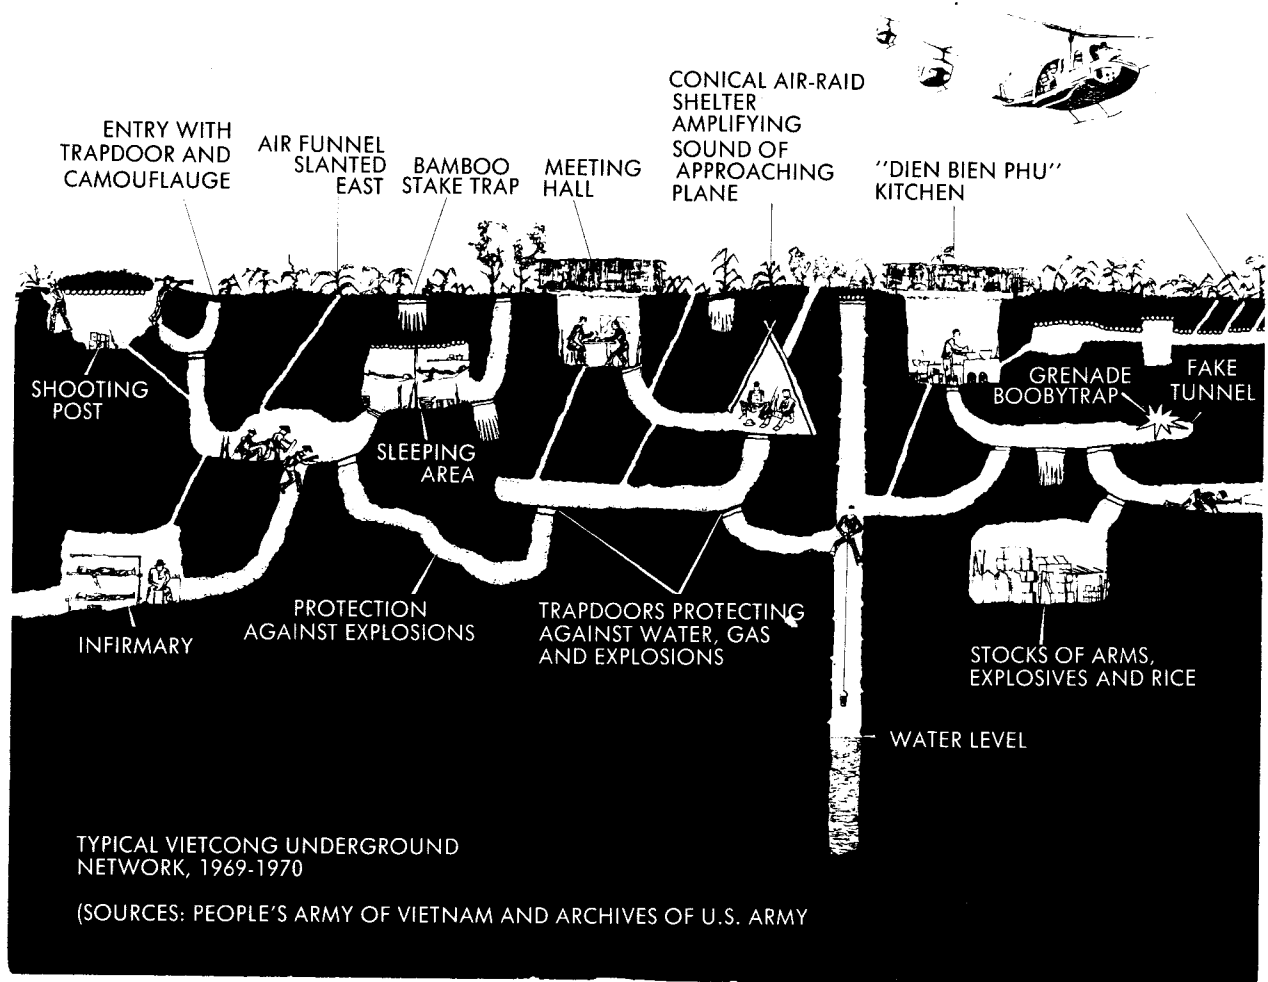 CONICAL AIR-RAID
SHELTER
AMPLIFYING
SOUND OF
APPROACHING
PLANE
ENTRY WITH
TRAPDOOR AND
CAMOUFLAUGE
AIR FUNNEL
SLANTED
EAST
BAMBOO
STAKE TRAP
MEETING
HALL
"DIEN BIEN PHU"
KITCHEN
SHOOTING
POST
SLEEPING
AREA
GRENADE
BOOBYTRAP
FAKE
TUNNEL
INFIRMARY
PROTECTION
AGAINST EXPLOSIONS
TRAPDOORS PROTECTING
AGAINST WATER, GAS
AND EXPLOSIONS
STOCKS OF ARMS,
EXPLOSIVES AND RICE
WATER LEVEL
TYPICAL VIETCONG UNDERGROUND
NETWORK, 1969-1970
(SOURCES: PEOPLE'S ARMY OF VIETNAM AND ARCHIVES OF U.S. ARMY